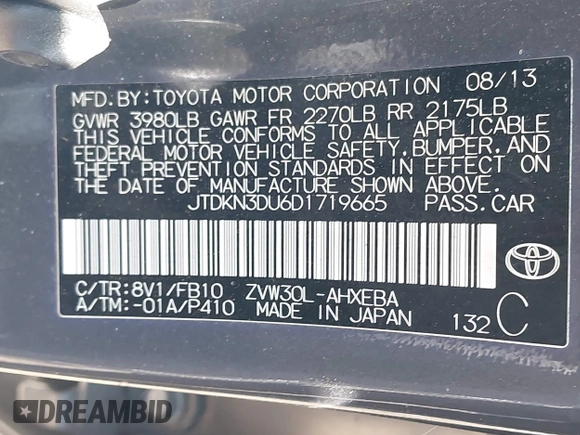 MFD. BY: TOYOTA MOTOR CORPORATION 08/13
GVWR 3980LB GAWR FR 2270LB RR 2175LB
THIS VEHICLE CONFORMS TO ALL APPLICABLE
FEDERAL MOTOR VEHICLE SAFETY, BUMPER, AND
THEFT PREVENTION STANDARDS IN EFFECT ON
THE DATE OF MANUFACTURE SHOWN ABOVE.
JTDKN3DU6D1719665 PASS. CAR
C/TR: 8V1/FB10 ZVW30L-AHXEBA
A/TM: -01A/P410 MADE IN JAPAN 132 C
TOYOTA
DREAMBID